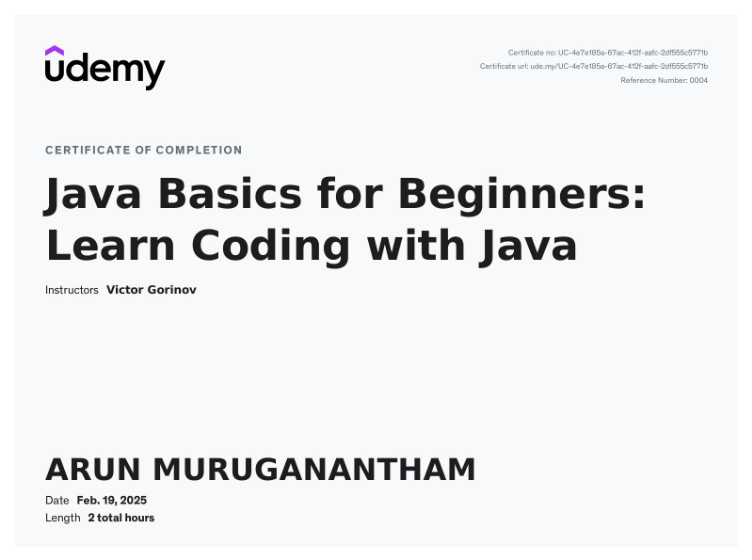 udemy
Certificate no: UC-4e7e185a-67ac-412f-aafc-2df555c5771b
Certificate url: ude.my/UC-4e7e185a-67ac-412f-aafc-2df555c5771b
Reference Number: 0004
CERTIFICATE OF COMPLETION
Java Basics for Beginners:
Learn Coding with Java
Instructors Victor Gorinov
ARUN MURUGANANTHAM
Date Feb. 19, 2025
Length 2 total hours